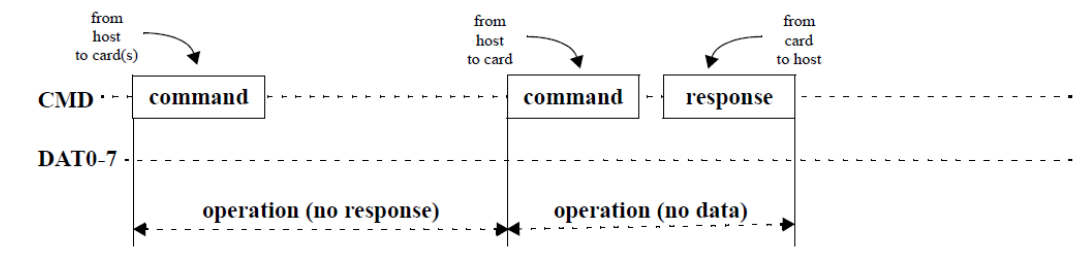 from
host
to card(s)
from
host
to card
from
card
to host
CMD command command response
DAT0-7
operation (no response) operation (no data)